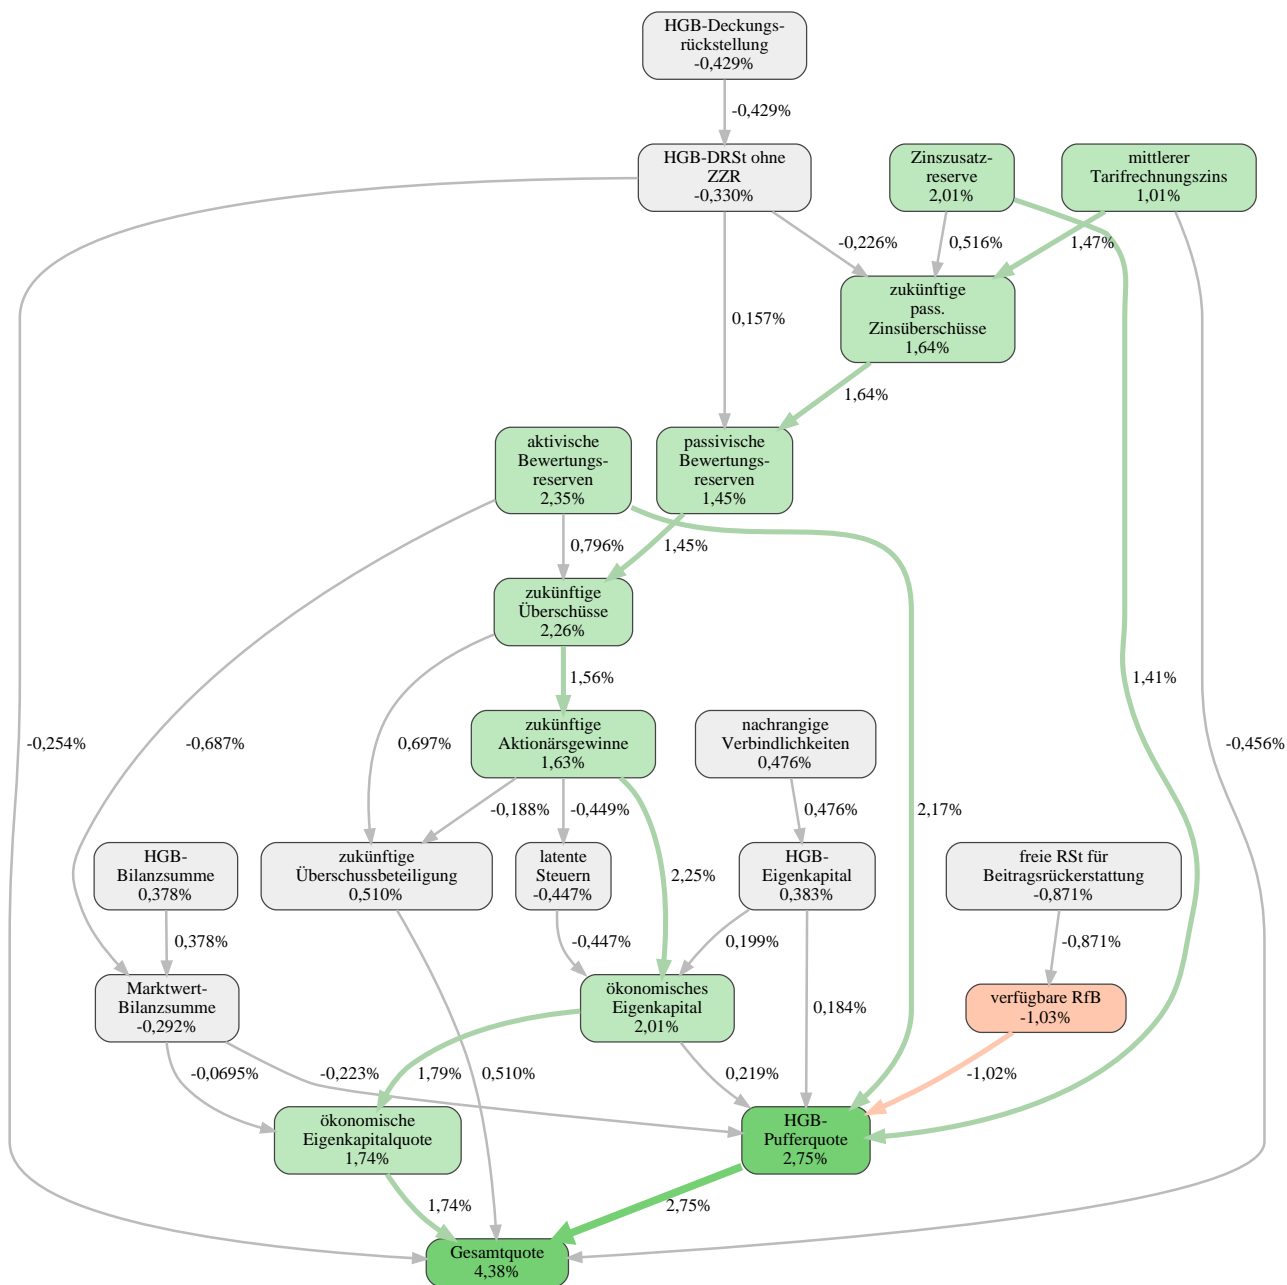 HGB-Deckungs-
rückstellung
-0,429%
-0,429%
HGB-DRSt ohne
ZZR
-0,330%
Zinszusatz-
reserve
2,01%
mittlerer
Tarifrechnungszins
1,01%
-0,226%
0,516%
1,47%
zukünftige
pass.
Zinsüberschüsse
1,64%
0,157%
1,64%
aktivische
Bewertungs-
reserven
2,35%
passivische
Bewertungs-
reserven
1,45%
0,796%
1,45%
zukünftige
Überschüsse
2,26%
1,56%
1,41%
zukünftige
Aktionärsgewinne
1,63%
nachrangige
Verbindlichkeiten
0,476%
-0,254%
-0,687%
0,697%
-0,456%
-0,188%
-0,449%
0,476%
2,17%
HGB-
Bilanzsumme
0,378%
zukünftige
Überschussbeteiligung
0,510%
latente
Steuern
-0,447%
2,25%
HGB-
Eigenkapital
0,383%
freie RSt für
Beitragsrückerstattung
-0,871%
0,378%
-0,447%
0,199%
-0,871%
Marktwert-
Bilanzsumme
-0,292%
ökonomisches
Eigenkapital
2,01%
0,184%
verfügbare RfB
-1,03%
-0,0695%
-0,223%
1,79%
0,510%
0,219%
-1,02%
ökonomische
Eigenkapitalquote
1,74%
HGB-
Pufferquote
2,75%
1,74%
2,75%
Gesamtquote
4,38%